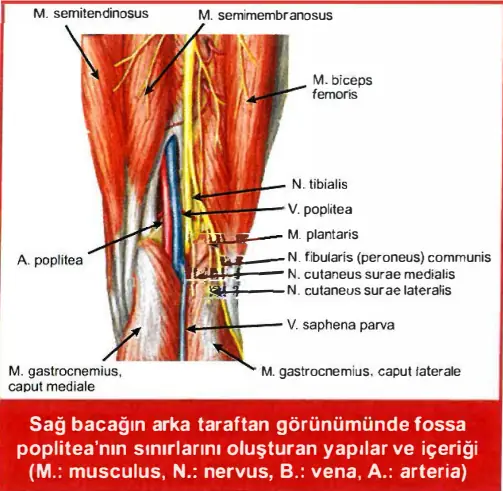 M. semitendinosus
M. semimembranosus
M. biceps
femoris
N. tibialis
V. poplitea
M. plantaris
A. poplitea
N. fibularis (peroneus) communis
N. cutaneus surae medialis
N. cutaneus surae lateralis
V. saphena parva
M. gastrocnemius,
caput mediale
M. gastrocnemius, caput laterale
Sağ bacağın arka taraftan görünümünde fossa
poplitea'nın sınırlarını oluşturan yapılar ve içeriği
(M.: musculus, N.: nervus, B.: vena, A.: arteria)